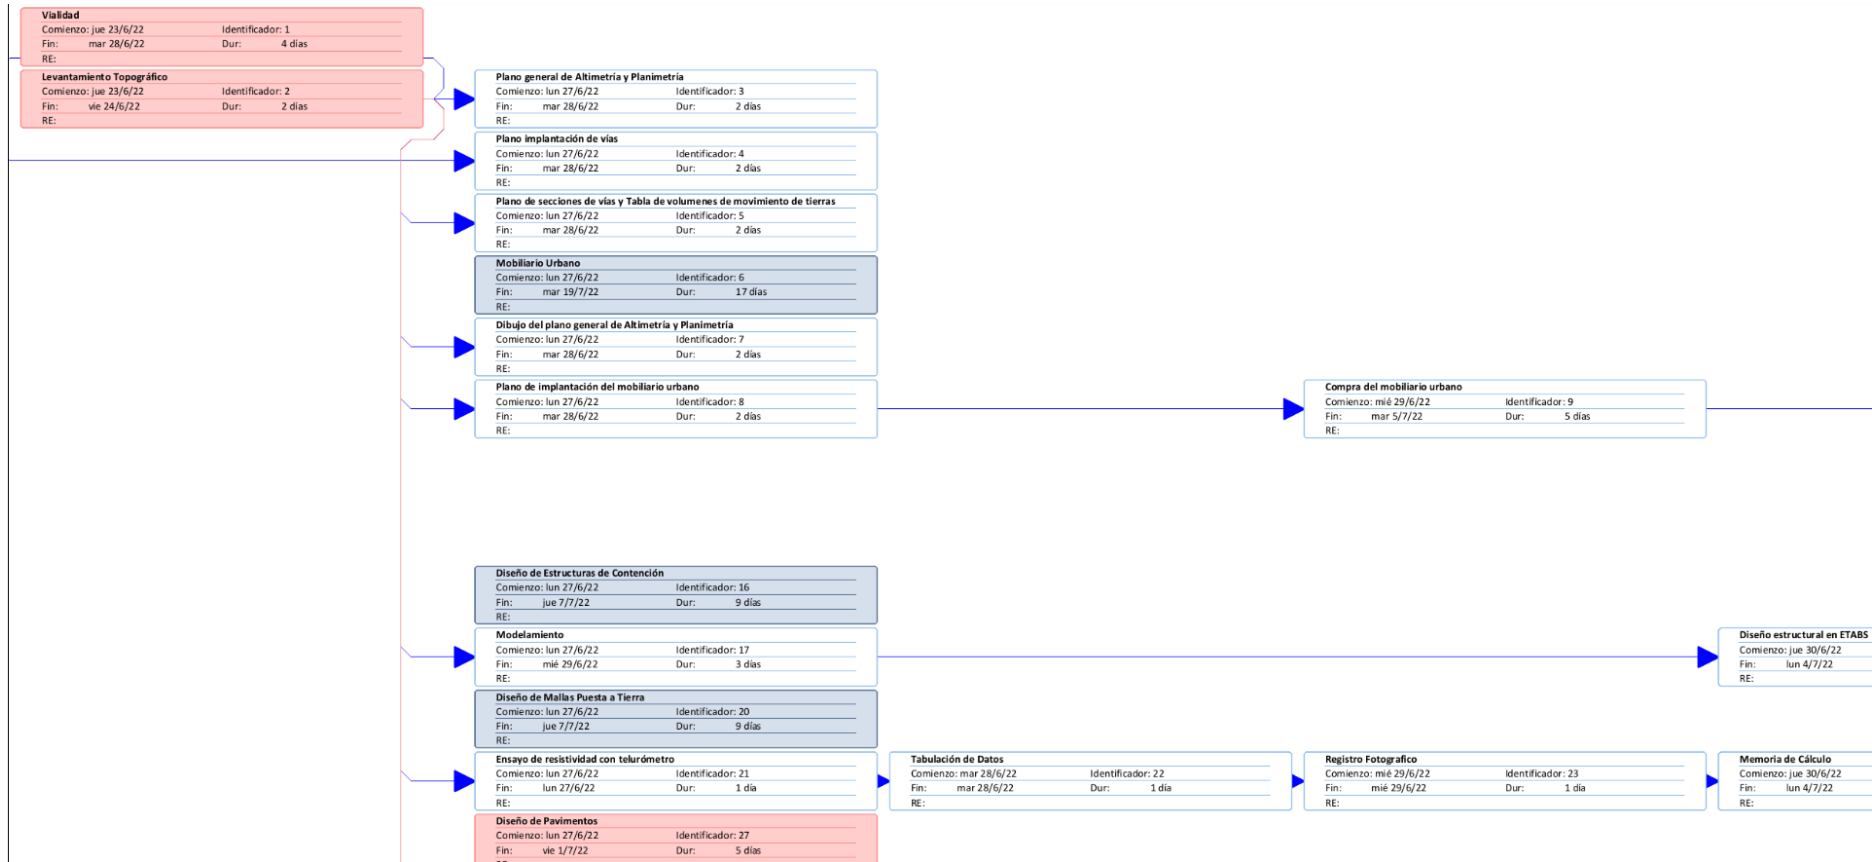 Vialidad
Comienzo: jue 23/6/22 Identificador: 1
Fin: mar 28/6/22 Dur: 4 días
RE:
Levantamiento Topográfico
Comienzo: jue 23/6/22 Identificador: 2
Fin: vie 24/6/22 Dur: 2 días
RE:
Plano general de Altimetría y Planimetría
Comienzo: lun 27/6/22 Identificador: 3
Fin: mar 28/6/22 Dur: 2 días
RE:
Plano implantación de vías
Comienzo: lun 27/6/22 Identificador: 4
Fin: mar 28/6/22 Dur: 2 días
RE:
Plano de secciones de vías y Tabla de volumenes de movimiento de tierras
Comienzo: lun 27/6/22 Identificador: 5
Fin: mar 28/6/22 Dur: 2 días
RE:
Mobiliario Urbano
Comienzo: lun 27/6/22 Identificador: 6
Fin: mar 19/7/22 Dur: 17 días
RE:
Dibujo del plano general de Altimetría y Planimetría
Comienzo: lun 27/6/22 Identificador: 7
Fin: mar 28/6/22 Dur: 2 días
RE:
Plano de implantación del mobiliario urbano
Comienzo: lun 27/6/22 Identificador: 8
Fin: mar 28/6/22 Dur: 2 días
RE:
Compra del mobiliario urbano
Comienzo: mié 29/6/22 Identificador: 9
Fin: mar 5/7/22 Dur: 5 días
RE:
Diseño de Estructuras de Contención
Comienzo: lun 27/6/22 Identificador: 16
Fin: jue 7/7/22 Dur: 9 días
RE:
Modelamiento
Comienzo: lun 27/6/22 Identificador: 17
Fin: mié 29/6/22 Dur: 3 días
RE:
Diseño estructural en ETABS
Comienzo: jue 30/6/22
Fin: lun 4/7/22
RE:
Diseño de Mallas Puesta a Tierra
Comienzo: lun 27/6/22 Identificador: 20
Fin: jue 7/7/22 Dur: 9 días
RE:
Ensayo de resistividad con telurómetro
Comienzo: lun 27/6/22 Identificador: 21
Fin: lun 27/6/22 Dur: 1 día
RE:
Tabulación de Datos
Comienzo: mar 28/6/22 Identificador: 22
Fin: mar 28/6/22 Dur: 1 día
RE:
Registro Fotografico
Comienzo: mié 29/6/22 Identificador: 23
Fin: mié 29/6/22 Dur: 1 día
RE:
Memoria de Cálculo
Comienzo: jue 30/6/22
Fin: lun 4/7/22
RE:
Diseño de Pavimentos
Comienzo: lun 27/6/22 Identificador: 27
Fin: vie 1/7/22 Dur: 5 días